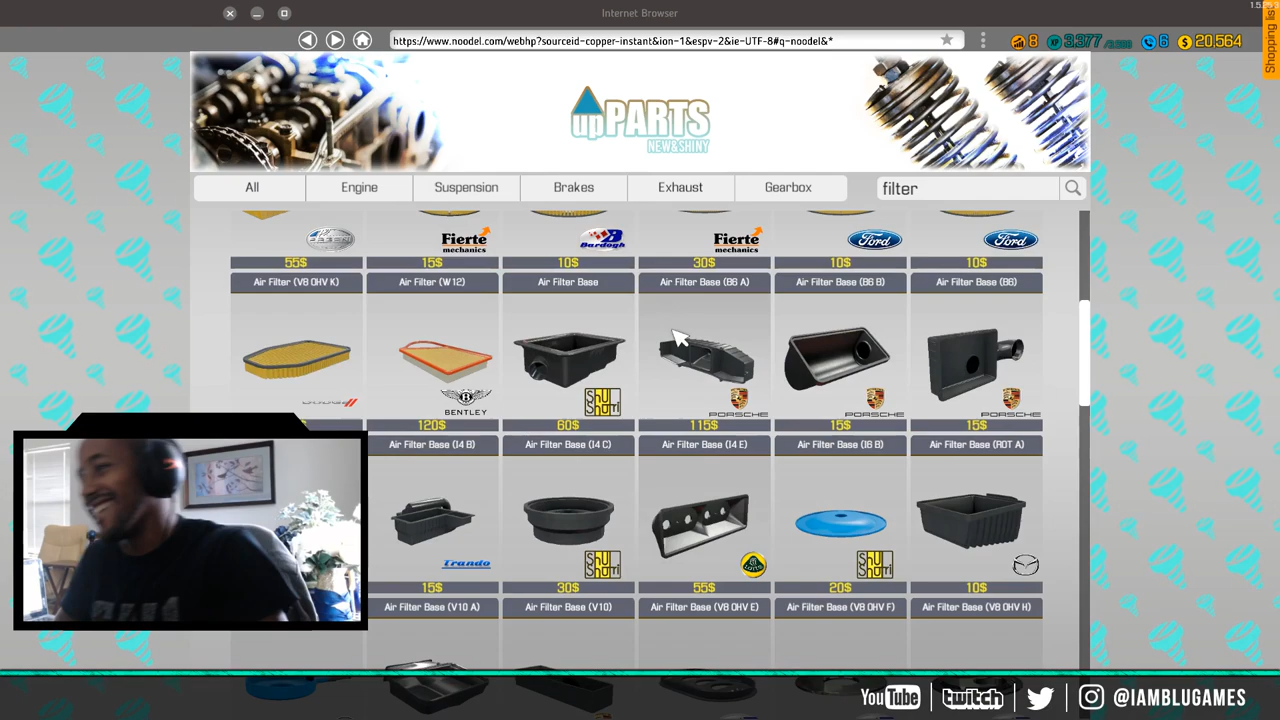 Internet Browser
1.5.25.3
Shopping list
https://www.noodel.com/webhp?sourceid-copper-instant&ion-1&espv-2&ie-UTF-8#q-noodel&*
8
6
20,564
upPARTS
NEW&SHINY
All
Engine
Suspension
Brakes
Exhaust
Gearbox
filter
Fierte
mechanics
Bardogh
Fierte
mechanics
Ford
Ford
55$
15$
10$
30$
10$
10$
Air Filter (V8 OHV K)
Air Filter (W12)
Air Filter Base
Air Filter Base (B6 A)
Air Filter Base (B6 B)
Air Filter Base (B6)
BENTLEY
PORSCHE
PORSCHE
PORSCHE
120$
60$
115$
15$
15$
Air Filter Base (I4 B)
Air Filter Base (I4 C)
Air Filter Base (I4 E)
Air Filter Base (I6 B)
Air Filter Base (ROT A)
Trando
15$
30$
55$
20$
10$
Air Filter Base (V10 A)
Air Filter Base (V10)
Air Filter Base (V8 OHV E)
Air Filter Base (V8 OHV F)
Air Filter Base (V8 OHV H)
YouTube
twitch
@IAMBLUGAMES